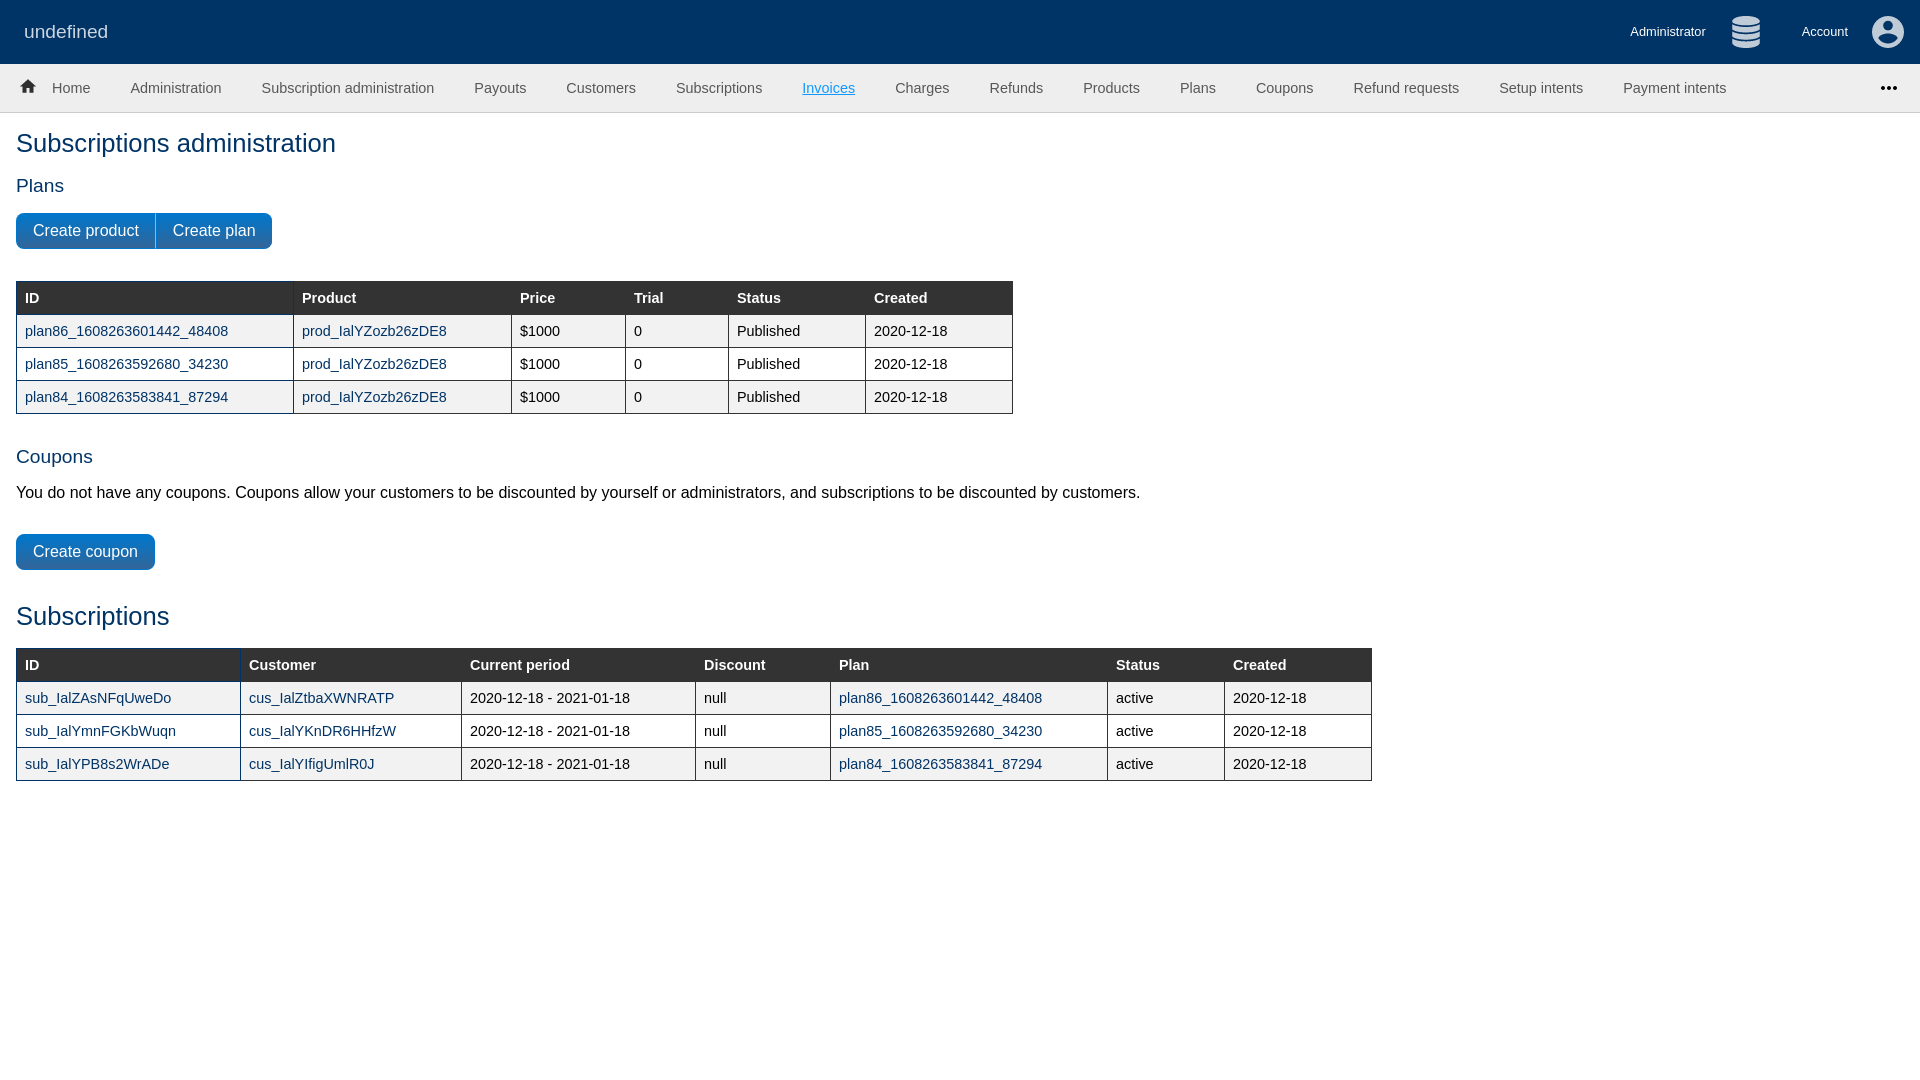 undefined Administrator Account
Home Administration Subscription administration Payouts Customers Subscriptions Invoices Charges Refunds Products Plans Coupons Refund requests Setup intents Payment intents
Subscriptions administration
Plans
Create product Create plan
ID Product Price Trial Status Created
plan86_1608263601442_48408 prod_IalYZozb26zDE8 $1000 0 Published 2020-12-18
plan85_1608263592680_34230 prod_IalYZozb26zDE8 $1000 0 Published 2020-12-18
plan84_1608263583841_87294 prod_IalYZozb26zDE8 $1000 0 Published 2020-12-18
Coupons
You do not have any coupons. Coupons allow your customers to be discounted by yourself or administrators, and subscriptions to be discounted by customers.
Create coupon
Subscriptions
ID Customer Current period Discount Plan Status Created
sub_IalZAsNFqUweDo cus_IalZtbaXWNRATP 2020-12-18 - 2021-01-18 null plan86_1608263601442_48408 active 2020-12-18
sub_IalYmnFGKbWuqn cus_IalYKnDR6HHfzW 2020-12-18 - 2021-01-18 null plan85_1608263592680_34230 active 2020-12-18
sub_IalYPB8s2WrADe cus_IalYIfigUmlR0J 2020-12-18 - 2021-01-18 null plan84_1608263583841_87294 active 2020-12-18